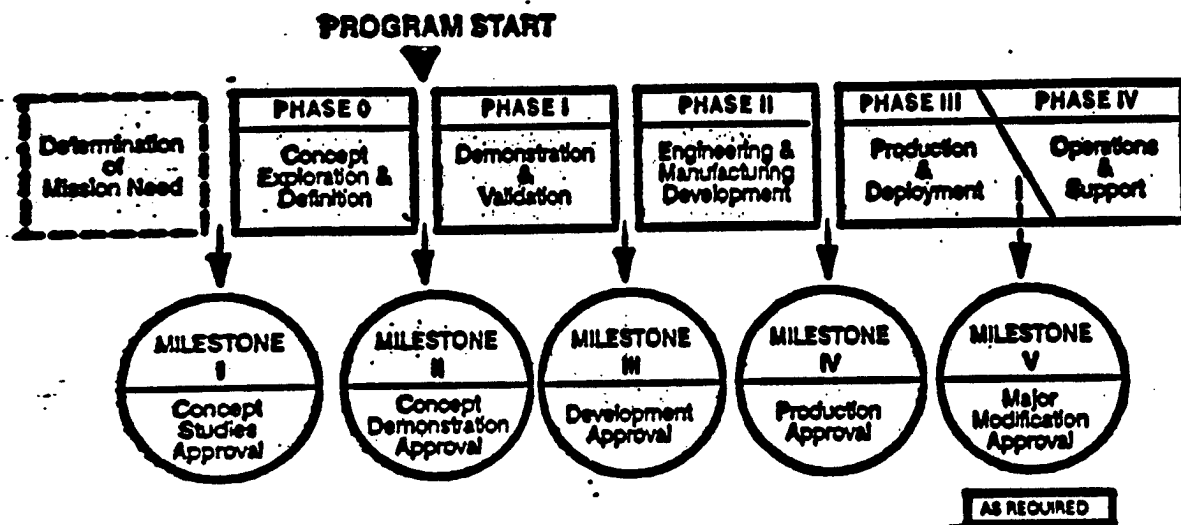 PROGRAM START
Determination
of
Mission Need
PHASE 0
Concept
Exploration &
Definition
PHASE I
Demonstration
&
Validation
PHASE II
Engineering &
Manufacturing
Development
PHASE III
Production
&
Deployment
PHASE IV
Operations
&
Support
MILESTONE
I
Concept
Studies
Approval
MILESTONE
II
Concept
Demonstration
Approval
MILESTONE
III
Development
Approval
MILESTONE
IV
Production
Approval
MILESTONE
V
Major
Modification
Approval
AS REQUIRED